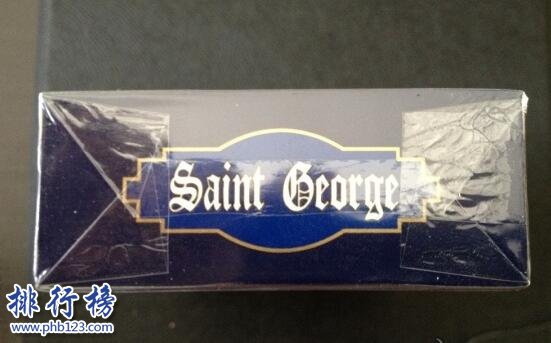 Saint George
排行榜
www.phb123.com